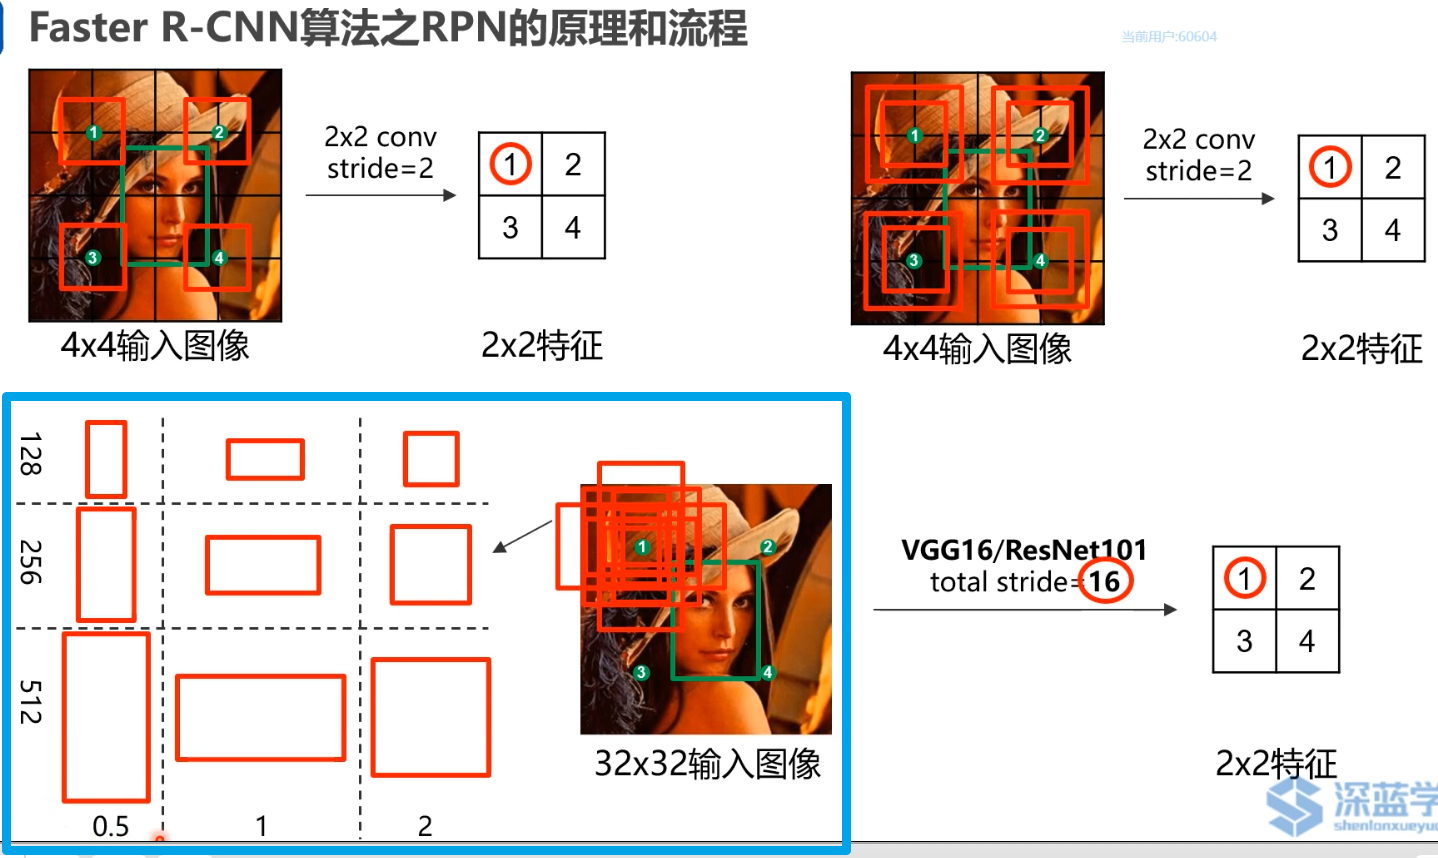 Faster R-CNN算法之RPN的原理和流程
当前用户:60604
1
2
3
4
2x2 conv
stride=2
1 2
3 4
4x4输入图像
2x2特征
1
2
3
4
2x2 conv
stride=2
1 2
3 4
4x4输入图像
2x2特征
128
256
512
0.5 1 2
1
2
3
4
32x32输入图像
VGG16/ResNet101
total stride=16
1 2
3 4
2x2特征
深蓝学
shenlanxueyua